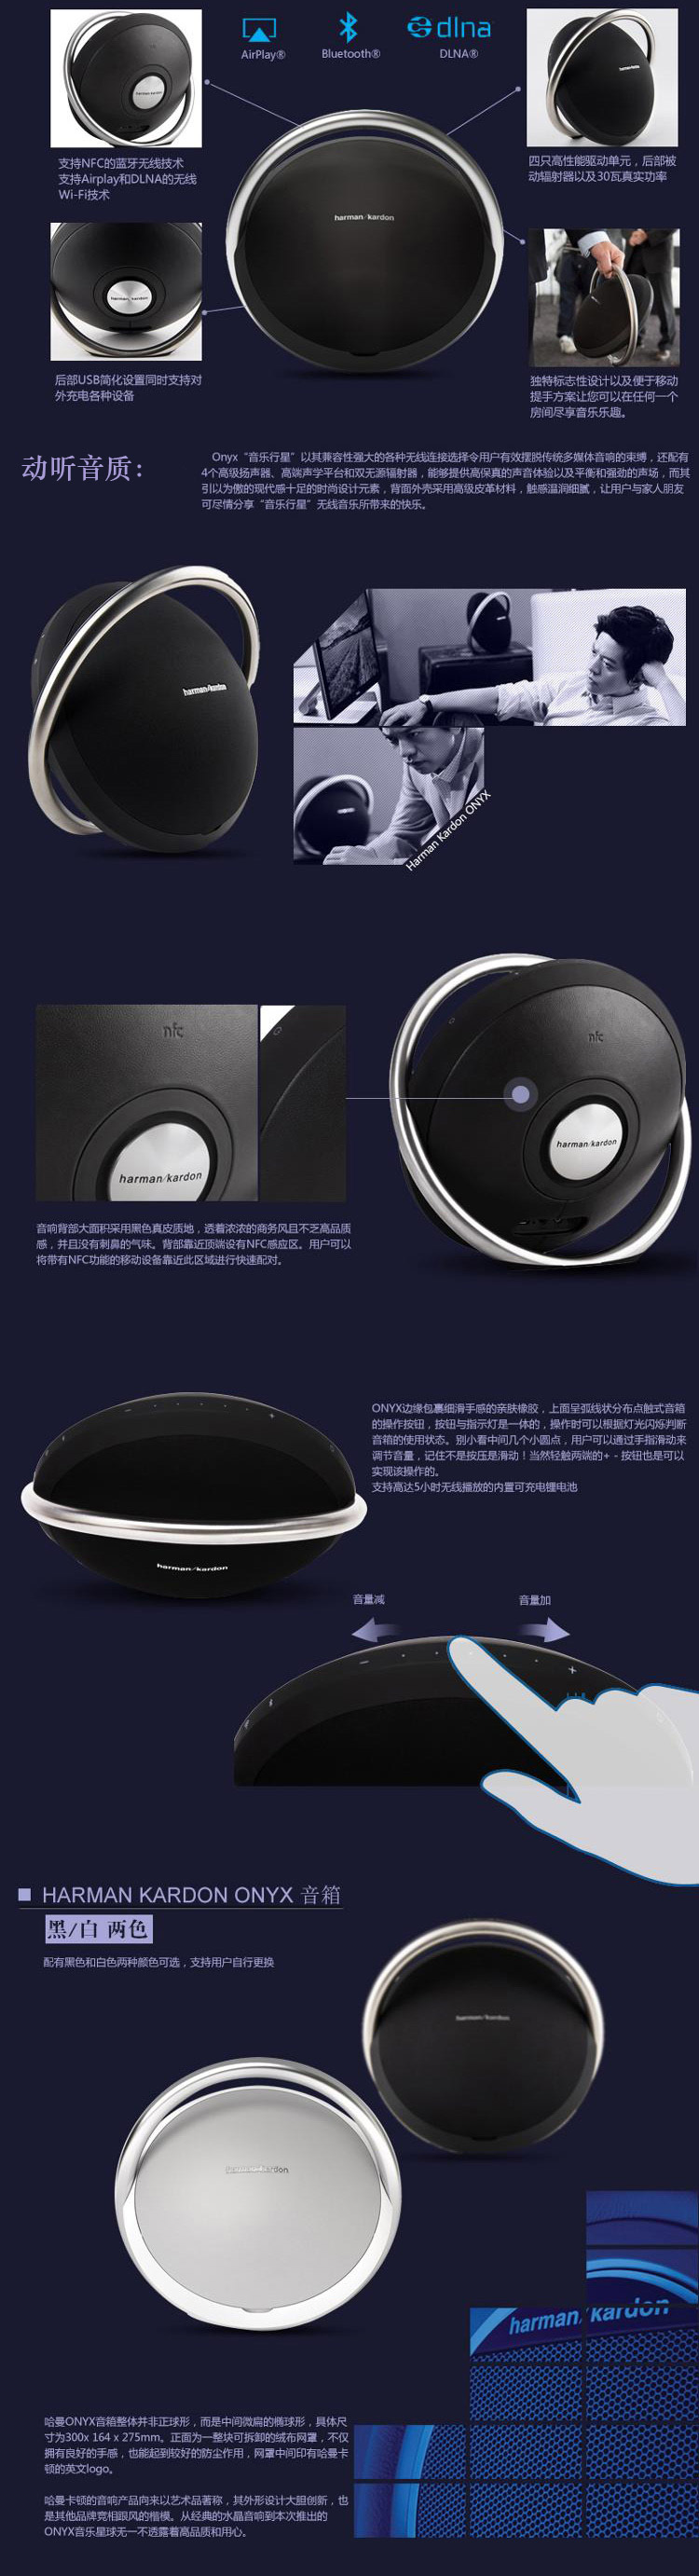 AirPlay®
Bluetooth®
dlna
DLNA®
harman/kardon
支持NFC的蓝牙无线技术
支持Airplay和DLNA的无线
Wi-Fi技术
四只高性能驱动单元，后部被
动辐射器以及30瓦真实功率
harman/kardon
harman/kardon
后部USB简化设置同时支持对
外充电各种设备
独特标志性设计以及便于移动
提手方案让您可以在任何一个
房间尽享音乐乐趣。
动听音质:
Onyx“音乐行星”以其兼容性强大的各种无线连接选择令用户有效摆脱传统多媒体音响的束缚，还配有
4个高级扬声器、高端声学平台和双无源辐射器，能够提供高保真的声音体验以及平衡和强劲的声场，而其
引以为傲的现代感十足的时尚设计元素，背面外壳采用高级皮革材料，触感温润细腻，让用户与家人朋友
可尽情分享“音乐行星”无线音乐所带来的快乐。
harman/kardon
Harman Kardon ONYX
nfc
harman/kardon
nfc
harman/kardon
音响背部大面积采用黑色真皮质地，透着浓浓的商务风且不乏高品质
感，并且没有刺鼻的气味。背部靠近顶端设有NFC感应区。用户可以
将带有NFC功能的移动设备靠近此区域进行快速配对。
ONYX边缘包裹细滑手感的亲肤橡胶，上面呈弧线状分布点触式音箱
的操作按钮，按钮与指示灯是一体的，操作时可以根据灯光闪烁判断
音箱的使用状态。别小看中间几个小圆点，用户可以通过手指滑动来
调节音量，记住不是按压是滑动！当然轻触两端的+ - 按钮也是可以
实现该操作的。
支持高达5小时无线播放的内置可充电锂电池
harman/kardon
音量减
音量加
HARMAN KARDON ONYX 音箱
黑/白 两色
配有黑色和白色两种颜色可选，支持用户自行更换
harman/kardon
harman/kardon
harman/kardon
哈曼ONYX音箱整体并非正球形，而是中间微扁的椭球形，具体尺
寸为300x 164 x 275mm。正面为一整块可拆卸的绒布网罩，不仅
拥有良好的手感，也能起到较好的防尘作用，网罩中间印有哈曼卡
顿的英文logo。
哈曼卡顿的音响产品向来以艺术品著称，其外形设计大胆创新，也
是其他品牌竞相跟风的楷模。从经典的水晶音响到本次推出的
ONYX音乐星球无一不透露着高品质和用心。